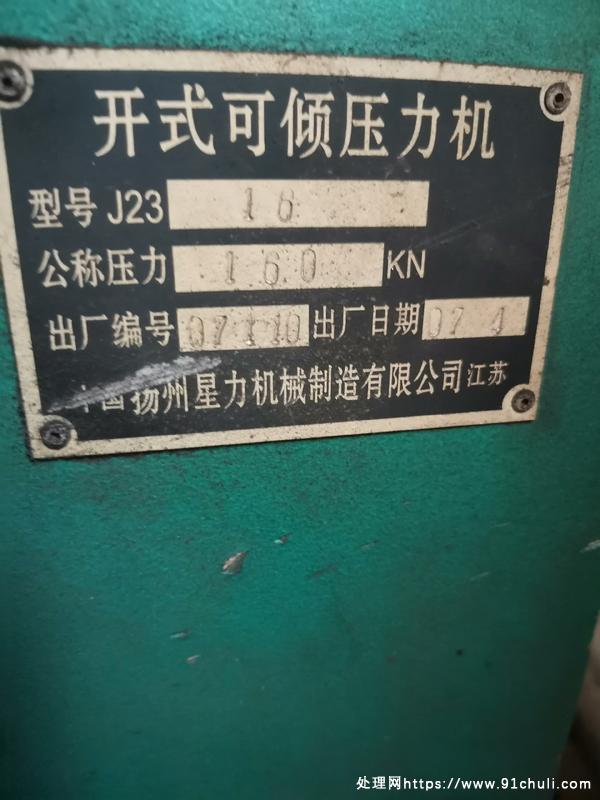 开式可倾压力机
型号 J23 16
公称压力 160 KN
出厂编号 07110 出厂日期 07 4
中国扬州星力机械制造有限公司 江苏
处理网https://www.91chuli.com